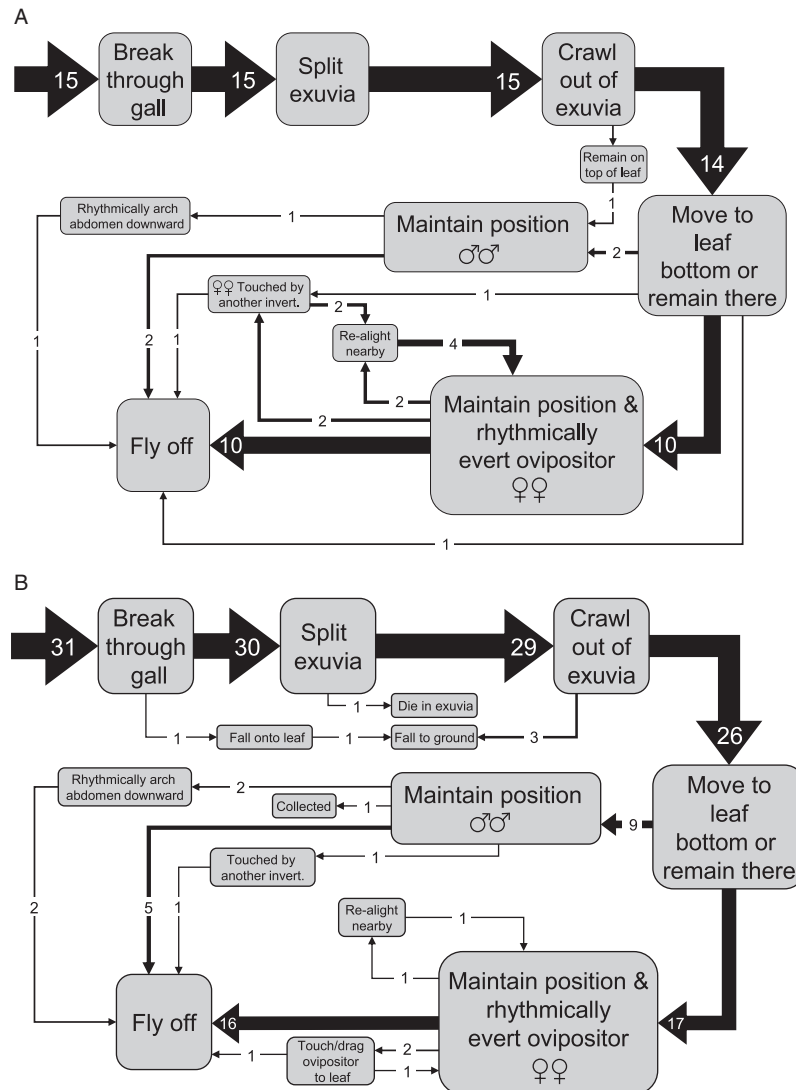 A
15
Break
through
gall
15
Split
exuvia
15
Crawl
out of
exuvia
14
Remain on
top of leaf
1
Rhythmically arch
abdomen downward
1
Maintain position
♂♂
2
Move to
leaf
bottom or
remain there
♀♀ Touched by
another invert.
1
2
Re-alight
nearby
4
1
2
1
2
2
Maintain position &
rhythmically
evert ovipositor
♀♀
10
10
Fly off
1
B
31
Break
through
gall
30
Split
exuvia
29
Crawl
out of
exuvia
26
1
Die in exuvia
1
Fall onto leaf
1
Fall to ground
3
Rhythmically arch
abdomen downward
2
Collected
1
Maintain position
♂♂
9
Move to
leaf
bottom or
remain there
Touched by
another invert.
1
2
5
1
Re-alight
nearby
1
1
Maintain position &
rhythmically
evert ovipositor
♀♀
17
16
Fly off
1
Touch/drag
ovipositor
to leaf
2
1